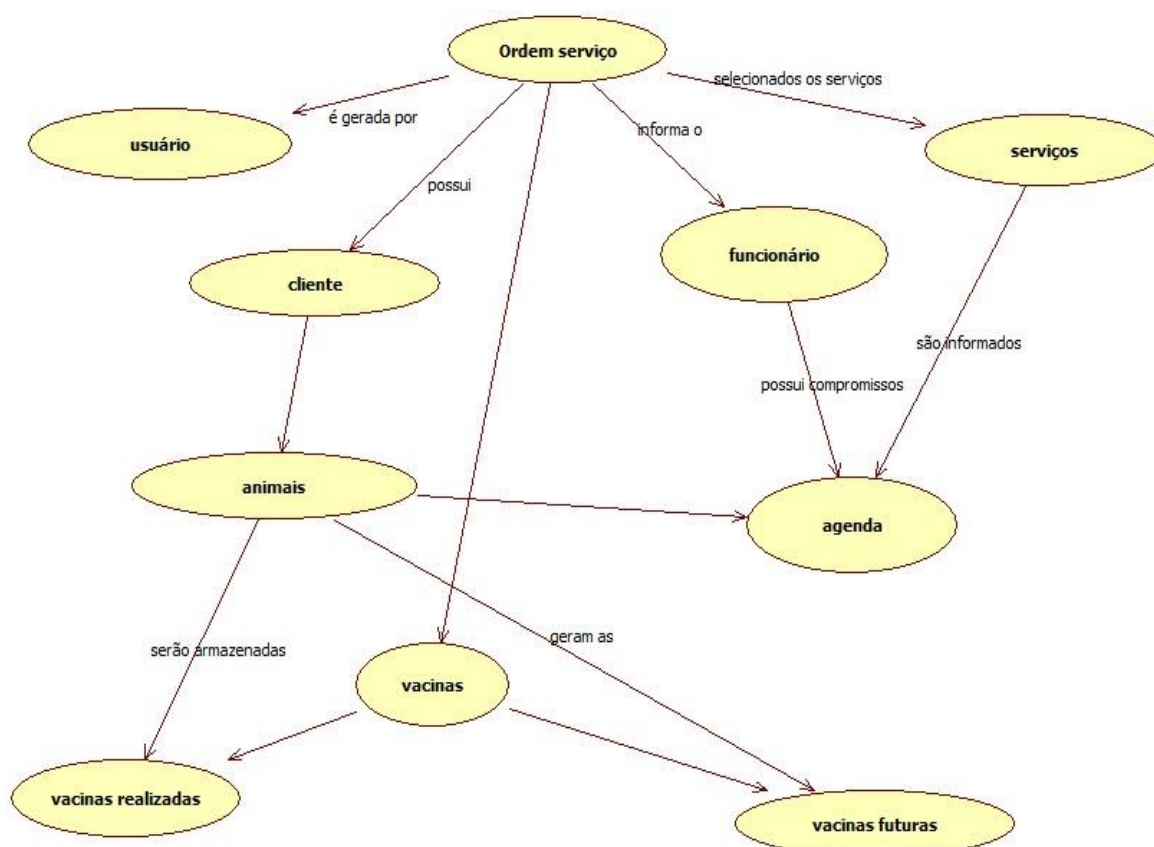 Ordem serviço
selecionados os serviços
é gerada por
informa o
usuário
serviços
possui
funcionário
cliente
são informados
possui compromissos
animais
agenda
geram as
serão armazenadas
vacinas
vacinas realizadas
vacinas futuras